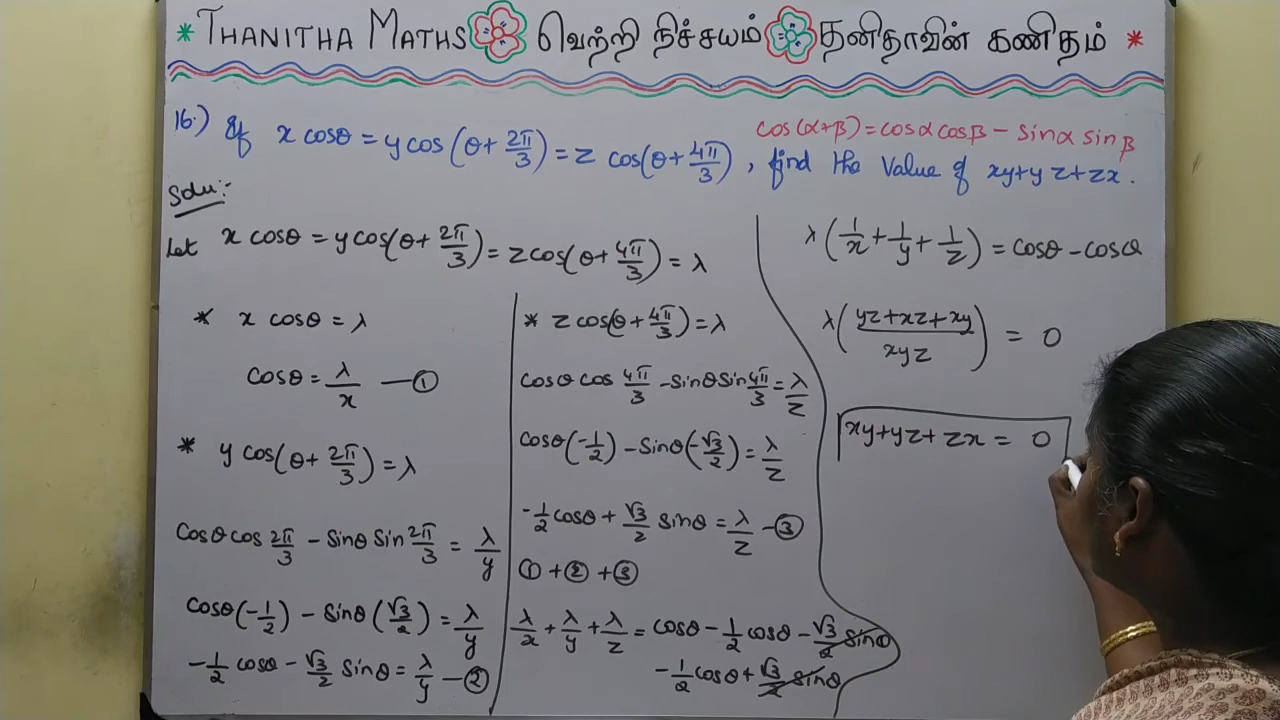 * THANITHA MATHS வெற்றி நிச்சயம் தனிதாவின் கணிதம் *
16.) If x cosθ = y cos(θ + 2π/3) = z cos(θ + 4π/3), find the value of xy+yz+zx.
cos(α+β) = cosα cosβ - sinα sinβ
Solu:-
Let x cosθ = y cos(θ + 2π/3) = z cos(θ + 4π/3) = λ
* x cosθ = λ
cosθ = λ/x —①
* y cos(θ + 2π/3) = λ
cosθ cos 2π/3 - sinθ sin 2π/3 = λ/y
cosθ(-1/2) - sinθ(√3/2) = λ/y
-1/2 cosθ - √3/2 sinθ = λ/y —②
* z cos(θ + 4π/3) = λ
cosθ cos 4π/3 - sinθ sin 4π/3 = λ/z
cosθ(-1/2) - sinθ(-√3/2) = λ/z
-1/2 cosθ + √3/2 sinθ = λ/z —③
① + ② + ③
λ/x + λ/y + λ/z = cosθ - 1/2 cosθ - √3/2 sinθ
-1/2 cosθ + √3/2 sinθ
λ(1/x + 1/y + 1/z) = cosθ - cosθ
λ(yz+xz+xy/xyz) = 0
xy+yz+zx = 0